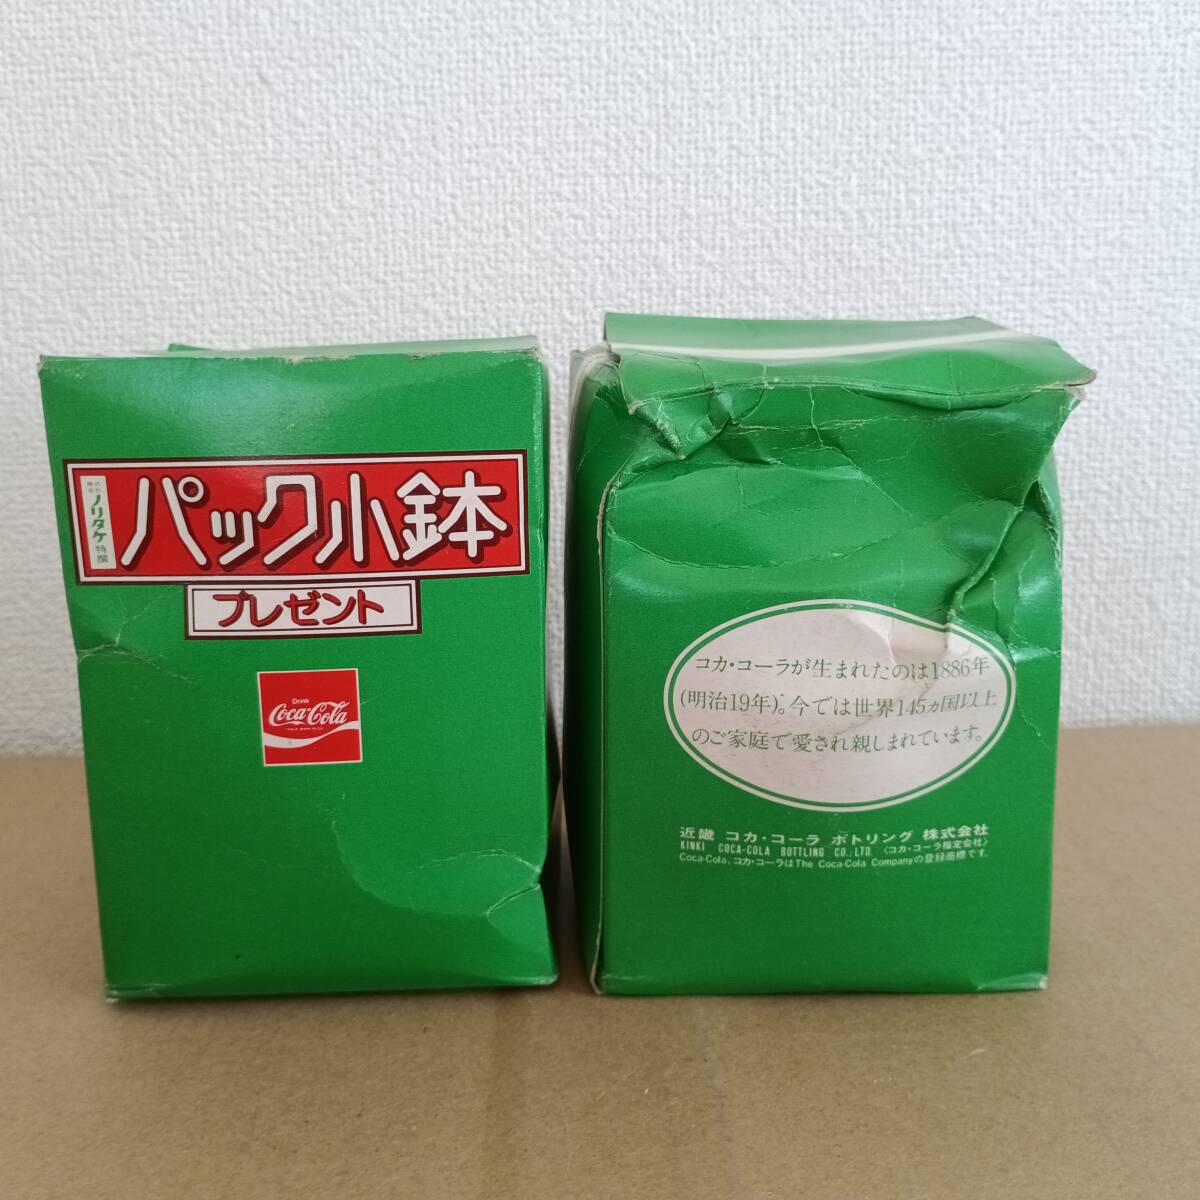 株式会社
ノリタケ特撰
パック小鉢
プレゼント
Drink
Coca-Cola
コカ・コーラが生まれたのは1886年
(明治19年)。今では世界145ヵ国以上
のご家庭で愛され親しまれています。
近畿 コカ・コーラ ボトリング 株式会社
KINKI COCA-COLA BOTTLING CO.,LTD. 〈コカ・コーラ指定会社〉
Coca-Cola、コカ・コーラはThe Coca-Cola Companyの登録商標です。